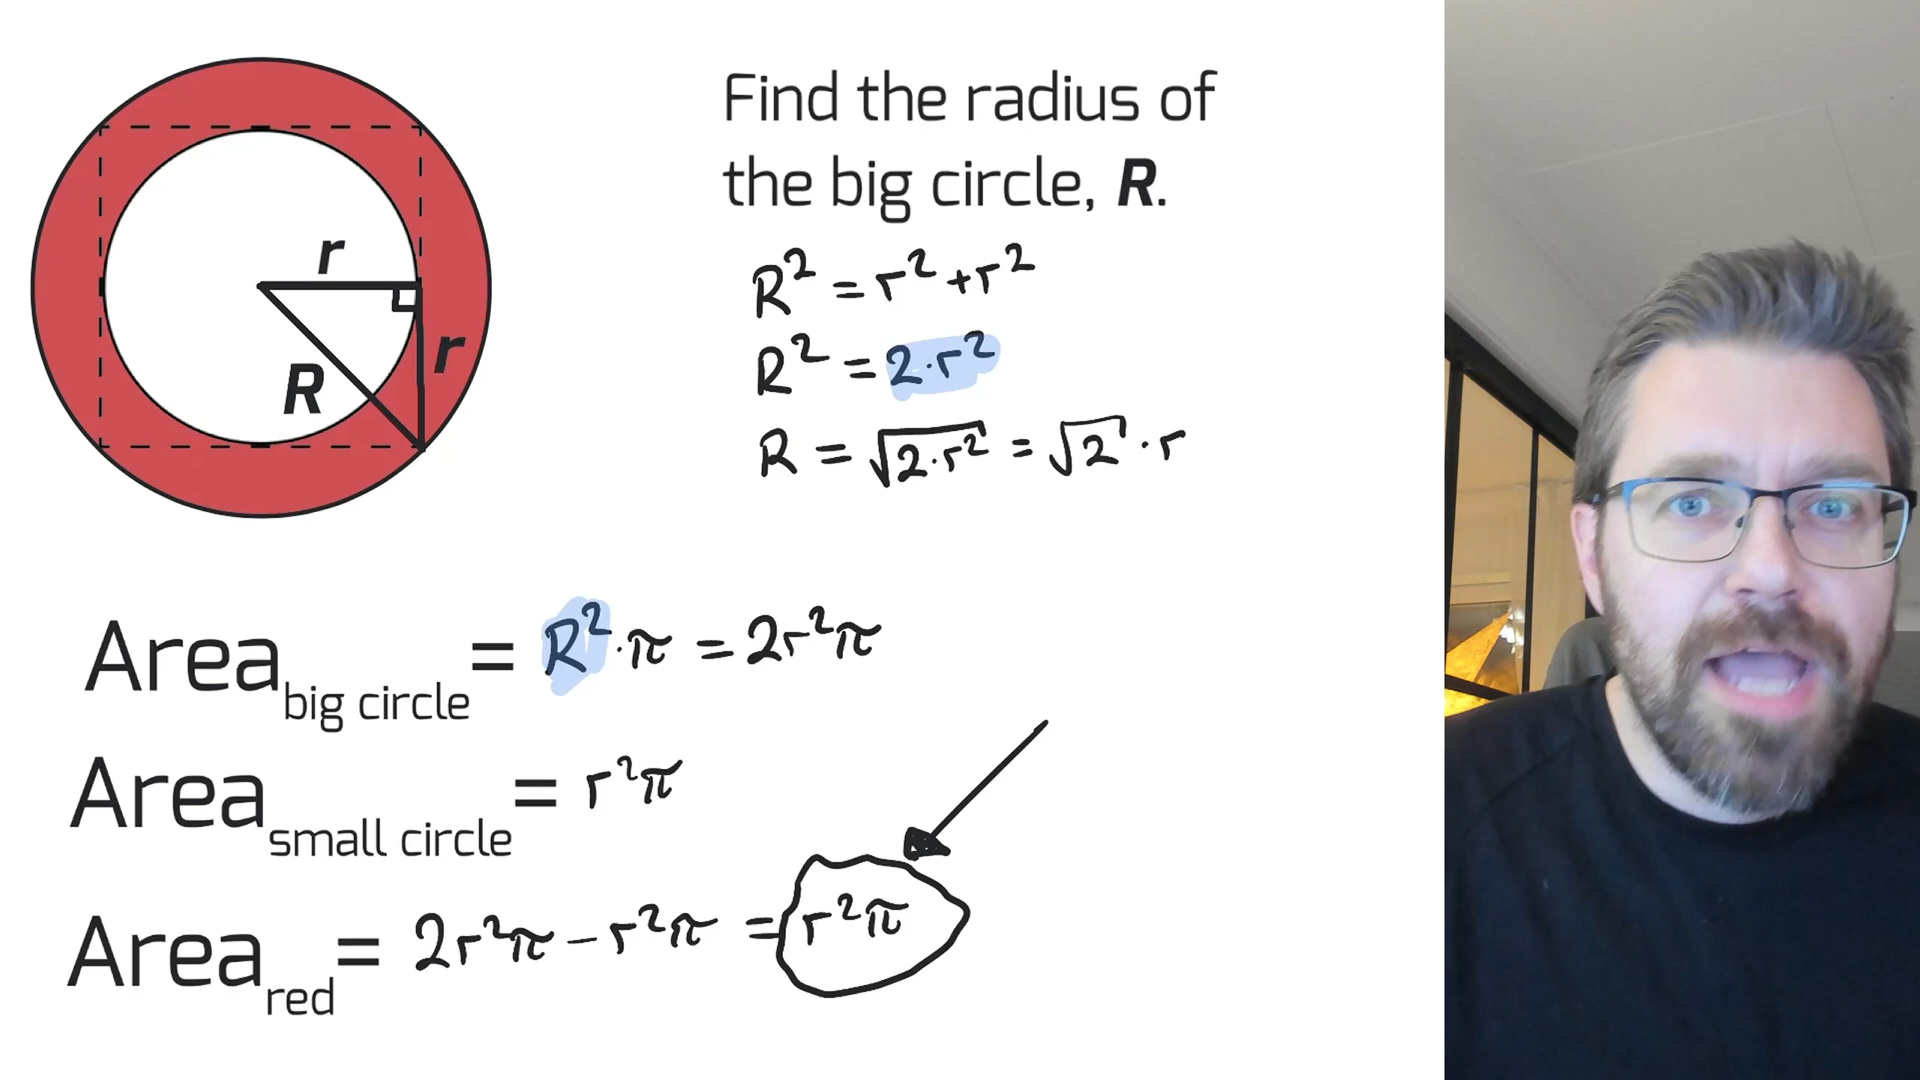 Find the radius of
the big circle, R.
R² = r² + r²
R² = 2·r²
R = √2·r² = √2 · r
r
r
R
Area big circle = R² · π = 2r²π
Area small circle = r²π
Area red = 2r²π − r²π = r²π